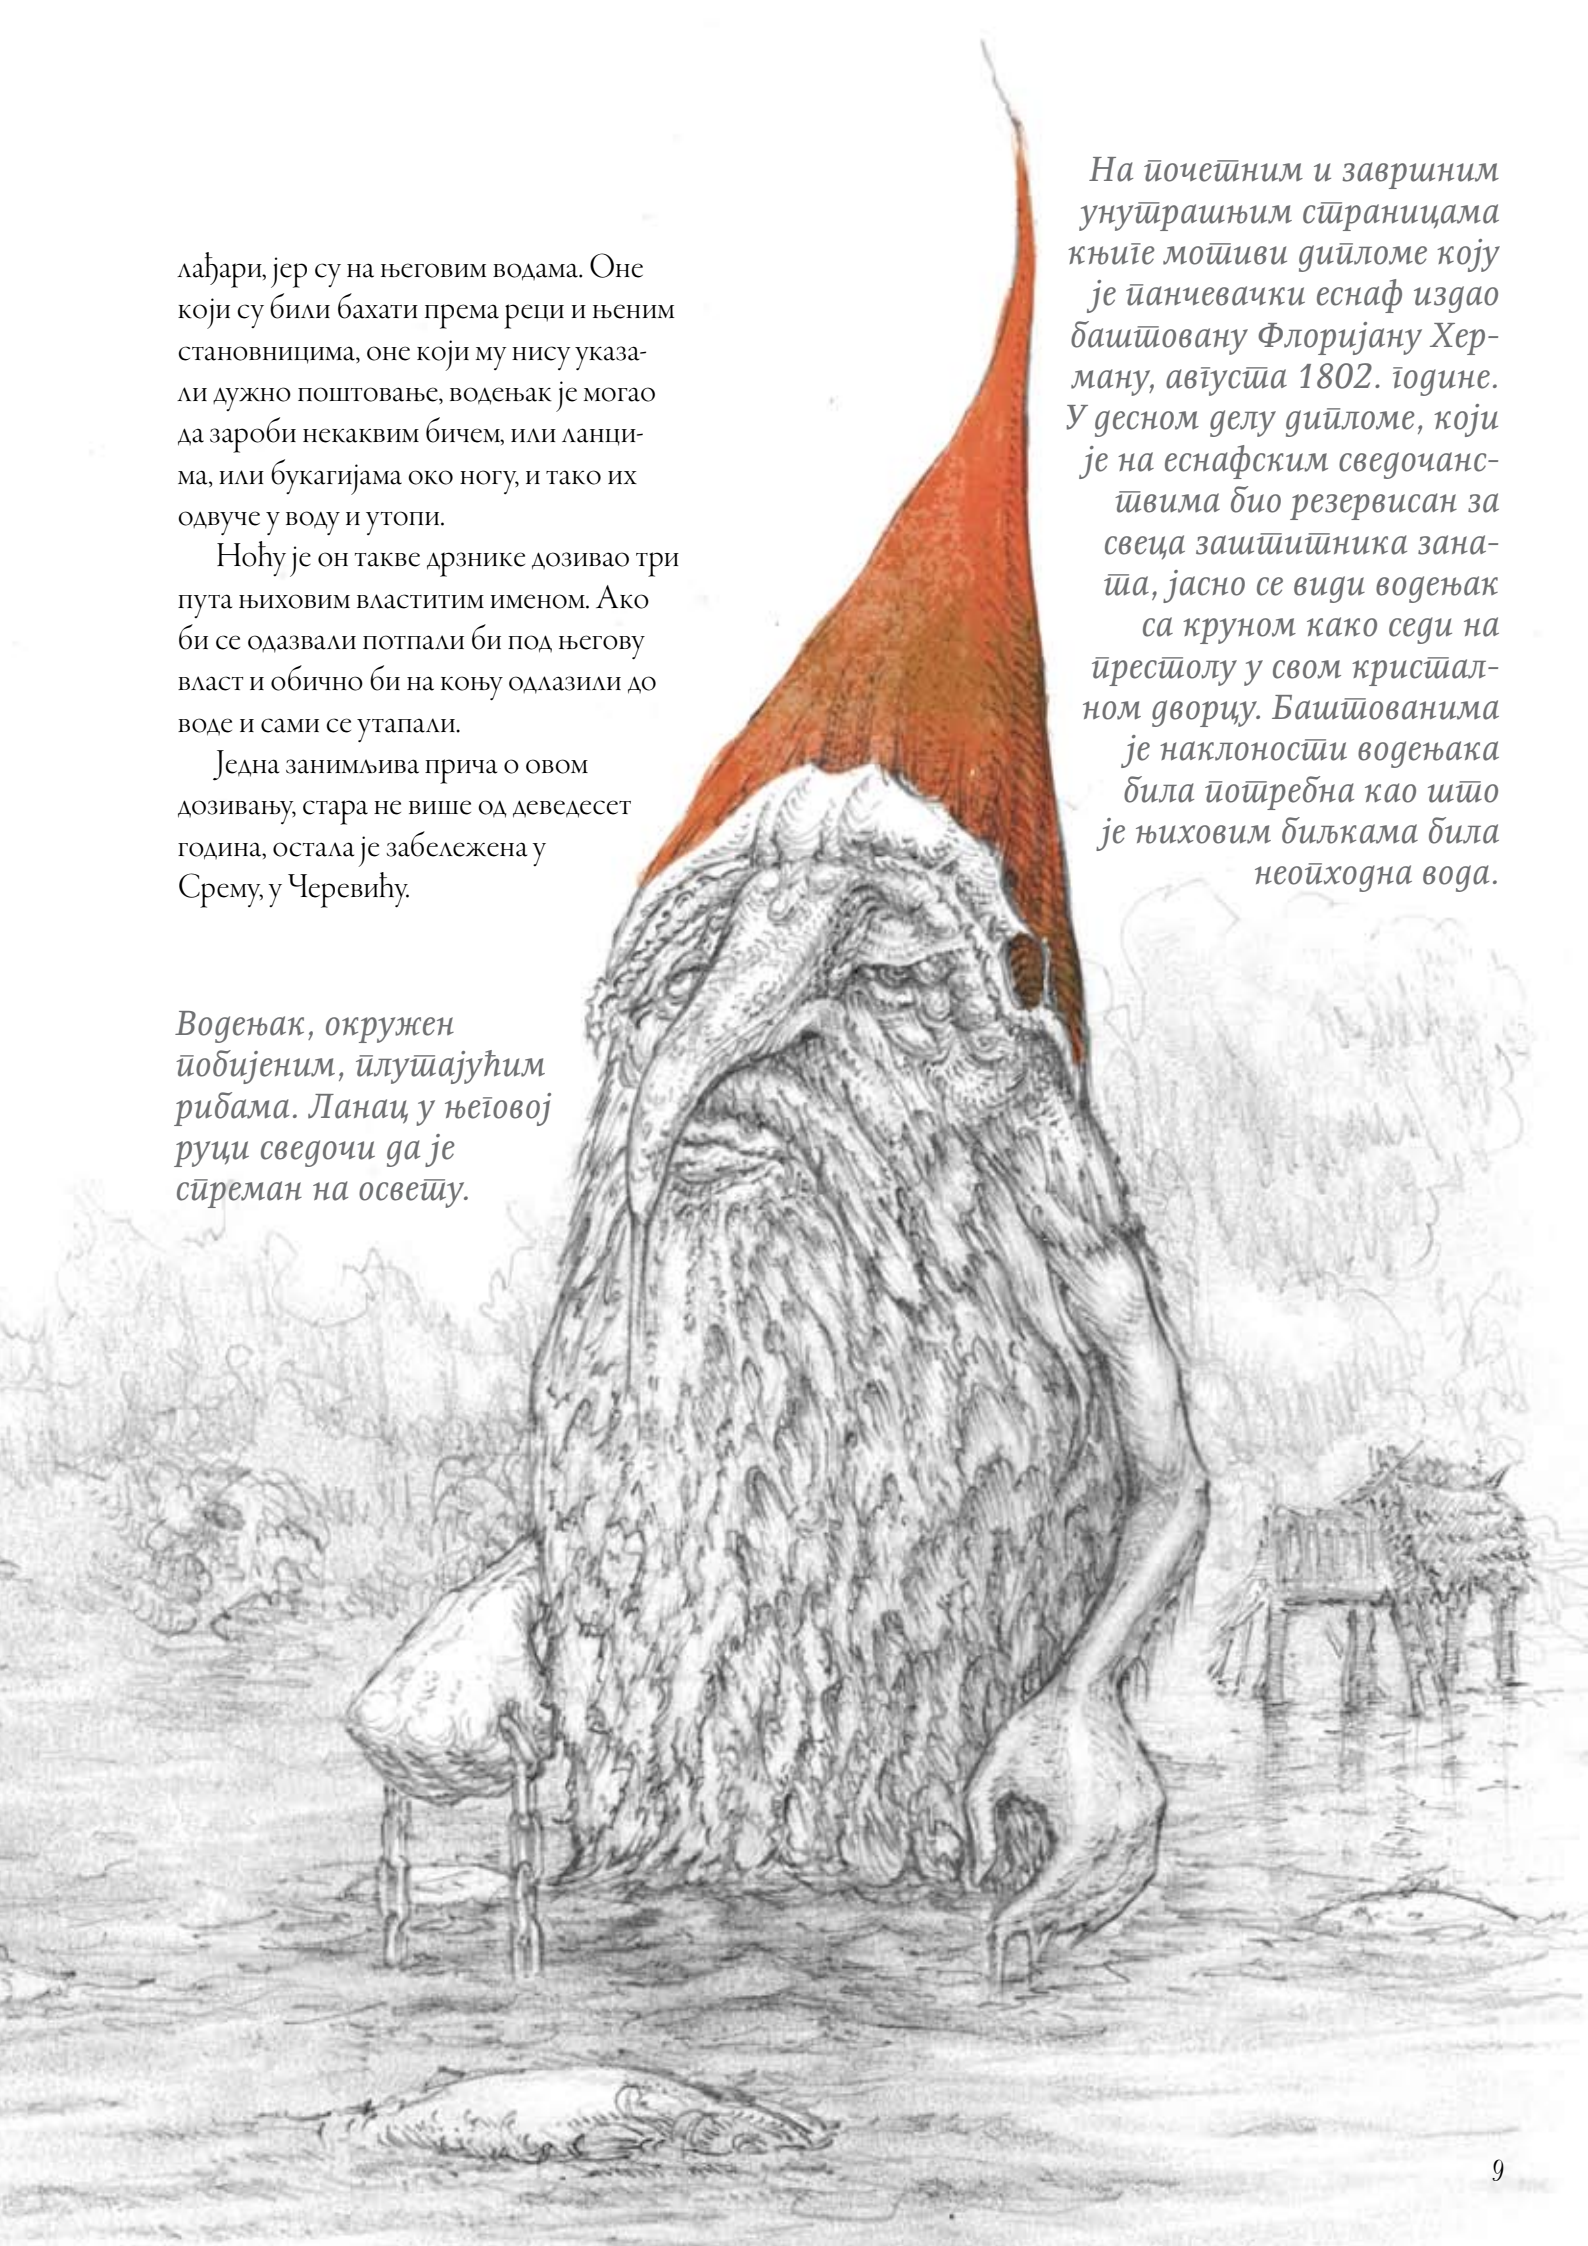 лађари, јер су на његовим водама. Оне
који су били бахати према реци и њеним
становницима, оне који му нису указа-
ли дужно поштовање, водењак је могао
да зароби некаквим бичем, или ланци-
ма, или букагијама око ногу, и тако их
одвуче у воду и утопи.
Ноћу је он такве дрзнике дозивао три
пута њиховим властитим именом. Ако
би се одазвали потпали би под његову
власт и обично би на коњу одлазили до
воде и сами се утапали.
Једна занимљива прича о овом
дозивању, стара не више од деведесет
година, остала је забележена у
Срему, у Черевићу.
Водењак, окружен
побијеним, плутајућим
рибама. Ланац у његовој
руци сведочи да је
спреман на освету.
На почетним и завршним
унутрашњим страницама
књиге мотиви дипломе коју
је панчевачки еснаф издао
баштовану Флоријану Хер-
ману, августа 1802. године.
У десном делу дипломе, који
је на еснафским сведочанс-
твима био резервисан за
свеца заштитника зана-
та, јасно се види водењак
са круном како седи на
престолу у свом кристал-
ном дворцу. Баштованима
је наклоности водењака
била потребна као што
је њиховим биљкама била
неопходна вода.
9